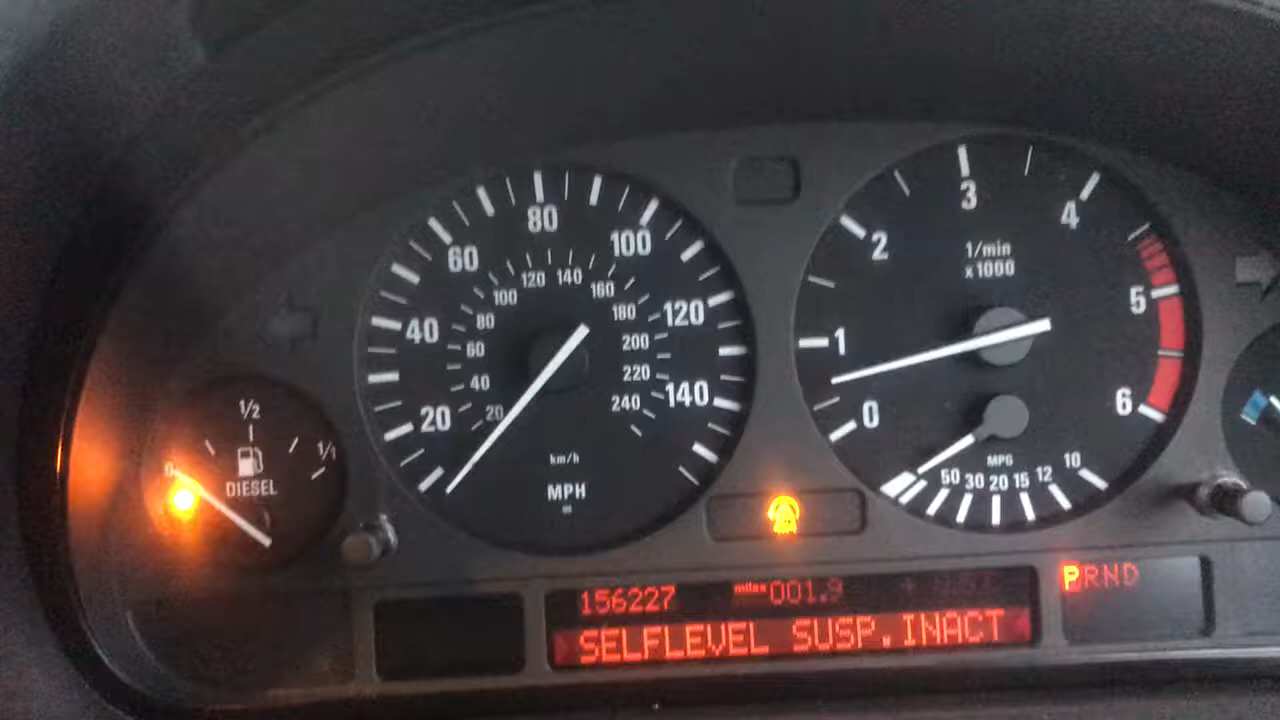 80
60
100
40
120
20
140
MPH
km/h
20
40
60
80
100
120
140
160
180
200
220
240
3
2
4
1/min
x1000
1
5
0
6
MPG
50 30 20 15 12 10
1/2
0
1/1
DIESEL
156227 miles 001.9
SELFLEVEL SUSP.INACT
PRND